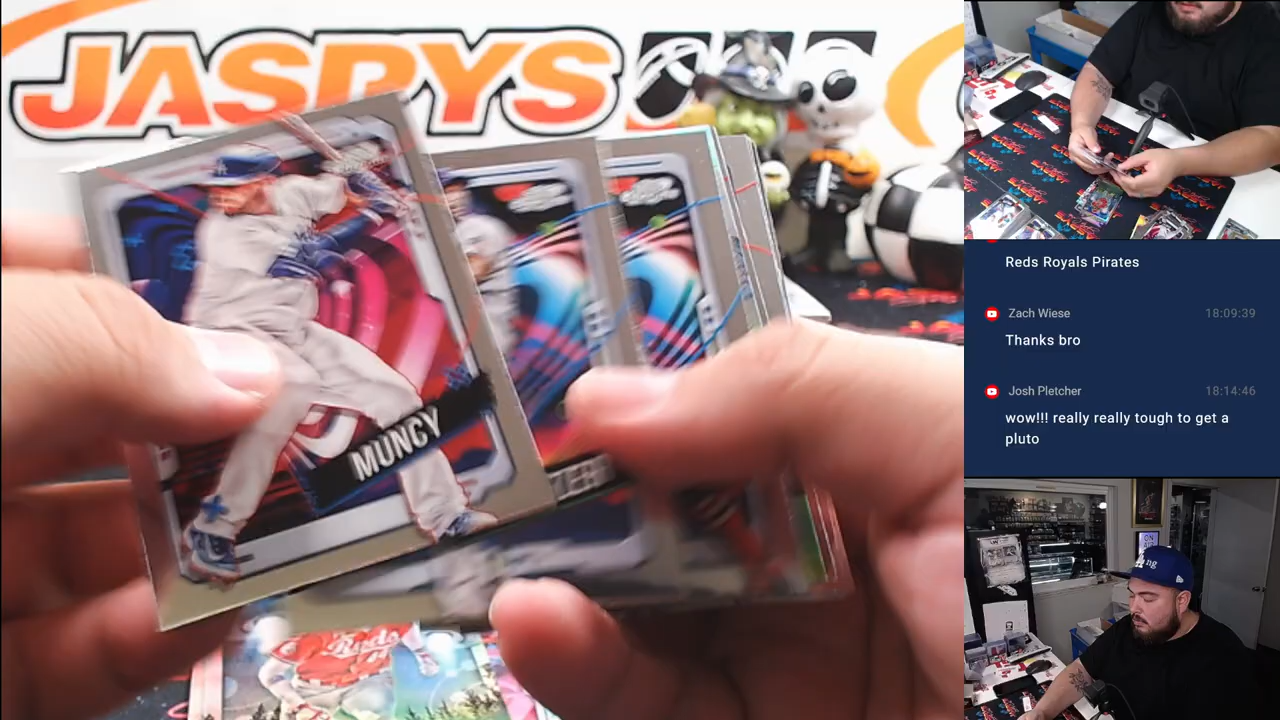 JASPYS
MUNCY
Reds
Reds Royals Pirates
Zach Wiese 18:09:39
Thanks bro
Josh Pletcher 18:14:46
wow!!! really really tough to get a
pluto